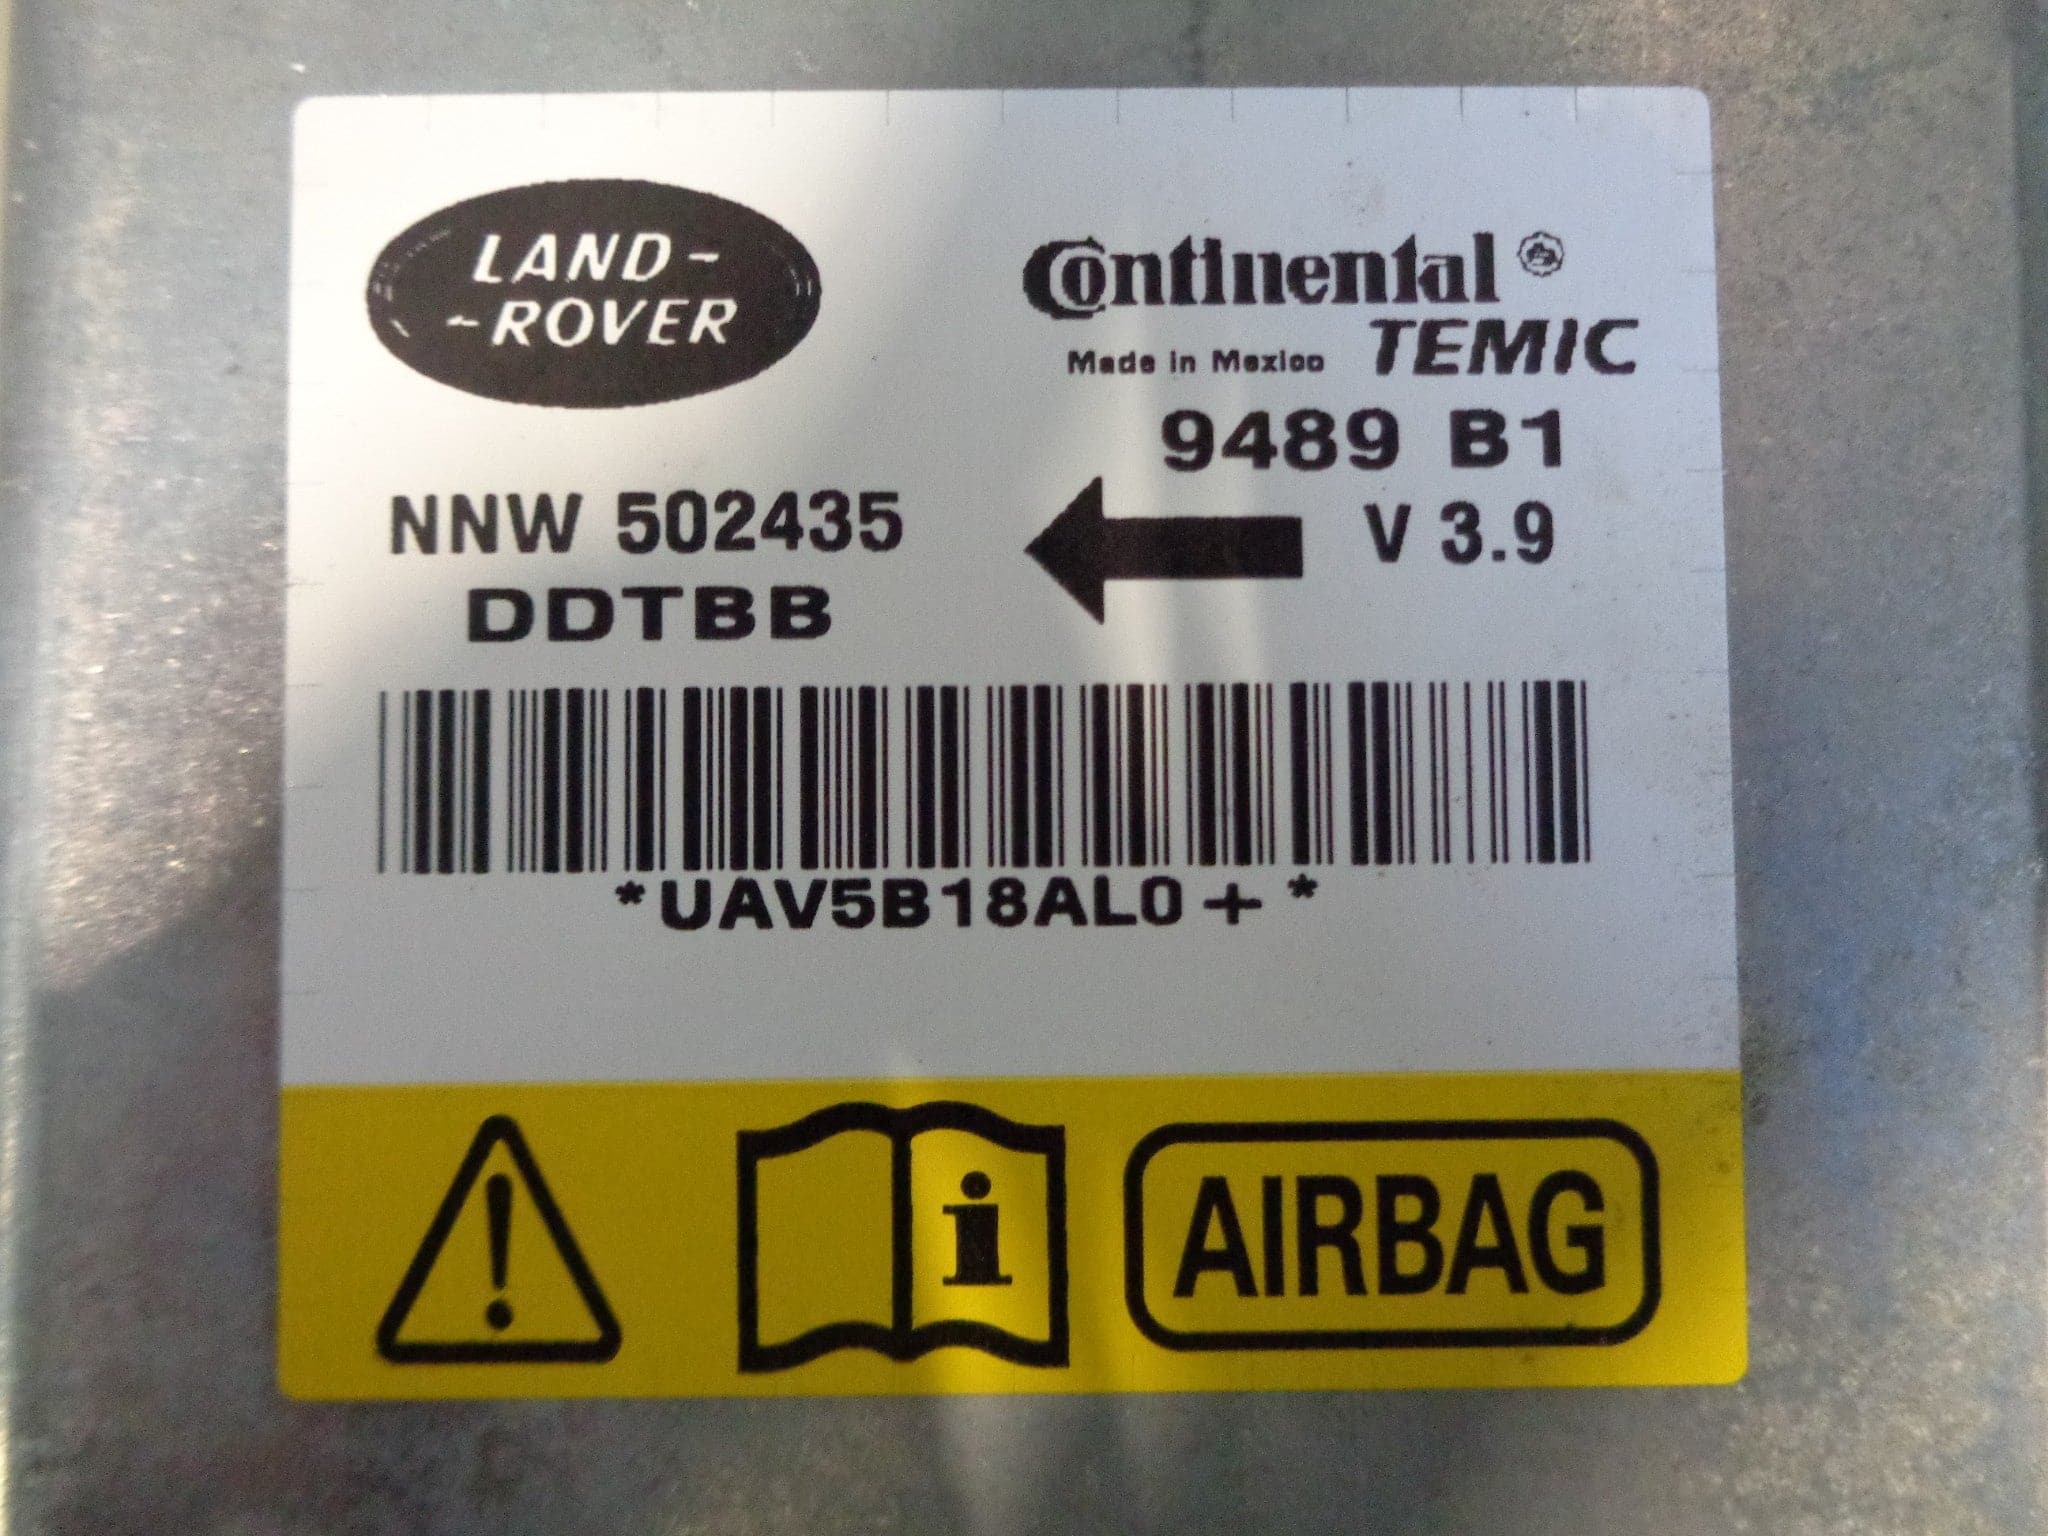 LAND-
-ROVER
Continental®
TEMIC
Made in Mexico
9489 B1
NNW 502435
V 3.9
DDTBB
*UAV5B18AL0+*
i
AIRBAG